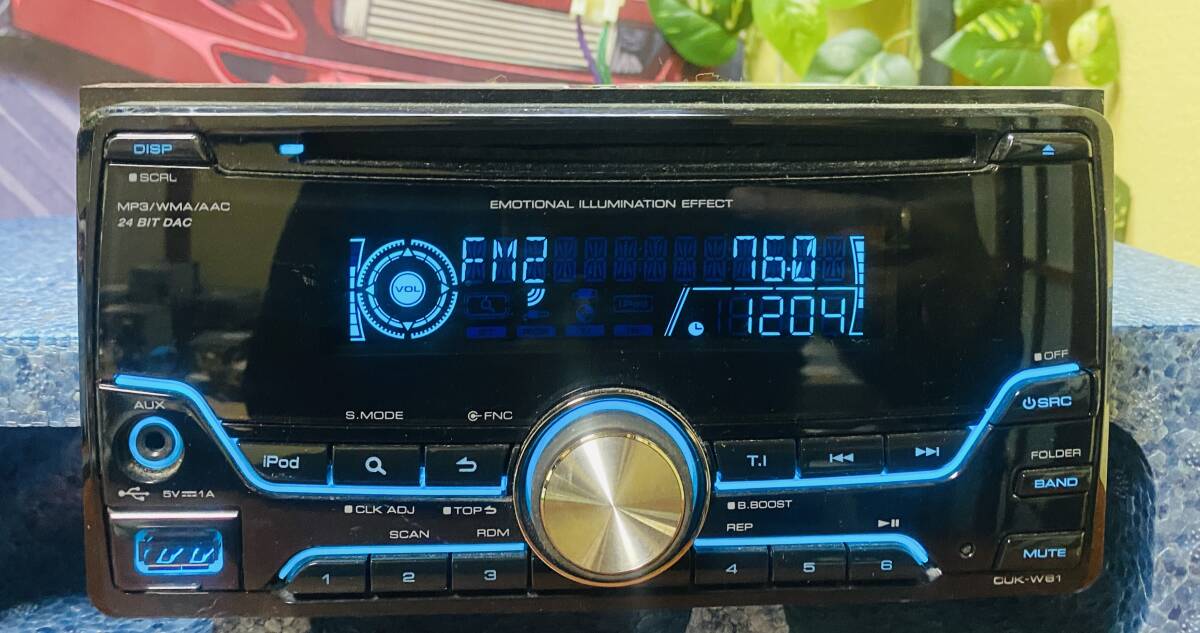 DISP
SCRL
MP3/WMA/AAC
24 BIT DAC
EMOTIONAL ILLUMINATION EFFECT
FM2 760
VOL
1204
OFF
SRC
AUX
S.MODE
FNC
iPod
T.I
FOLDER
BAND
5V 1A
CLK ADJ
TOP
B.BOOST
SCAN
RDM
REP
MUTE
1
2
3
4
5
6
DUK-W61